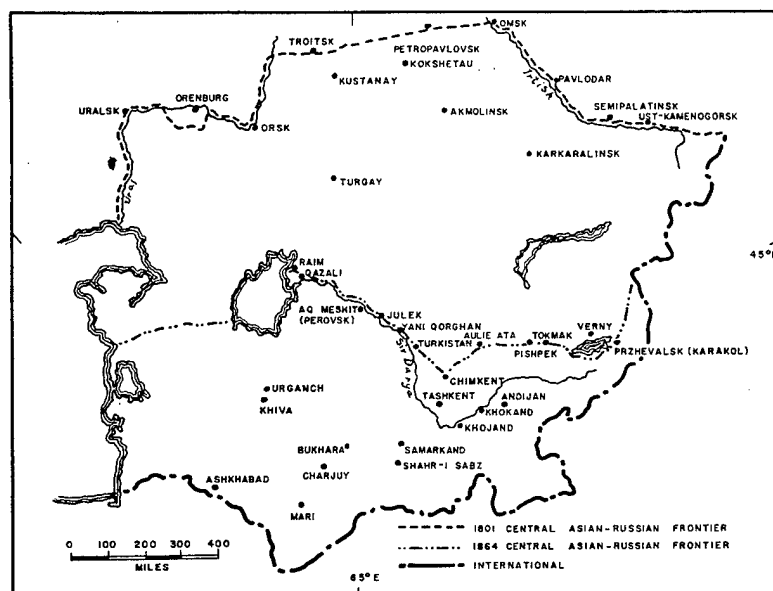 OMSK
TROITSK
PETROPAVLOVSK
KOKSHETAU
KUSTANAY
PAVLODAR
ORENBURG
URALSK
ORSK
AKMOLINSK
SEMIPALATINSK
UST-KAMENOGORSK
KARKARALINSK
TURGAY
45°N
RAIM
QAZALI
AQ MESHIT
(PEROVSK)
JULEK
YANI QORGHAN
TURKISTAN
AULIE ATA
TOKMAK
VERNY
PISHPEK
PRZHEVALSK (KARAKOL)
Syr Darya
CHIMKENT
URGANCH
KHIVA
TASHKENT
ANDIJAN
KHOKAND
KHOJAND
BUKHARA
SAMARKAND
CHARJUY
SHAHR-I SABZ
ASHKHABAD
MARI
1801 CENTRAL ASIAN-RUSSIAN FRONTIER
1864 CENTRAL ASIAN-RUSSIAN FRONTIER
INTERNATIONAL
0 100 200 300 400
MILES
65°E